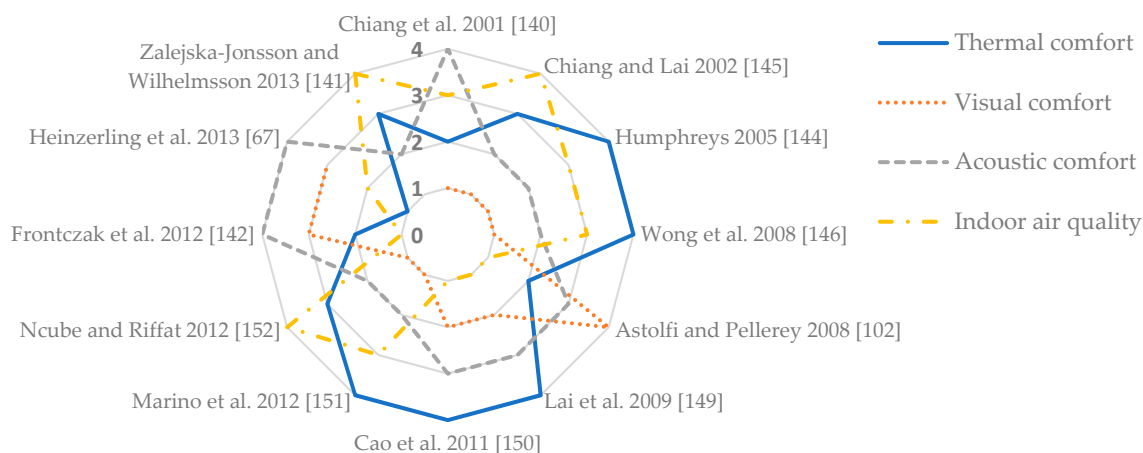 Chiang et al. 2001 [140]
Zalejska-Jonsson and
Wilhelmsson 2013 [141]
Chiang and Lai 2002 [145]
Heinzerling et al. 2013 [67]
Humphreys 2005 [144]
Frontczak et al. 2012 [142]
Wong et al. 2008 [146]
Ncube and Riffat 2012 [152]
Astolfi and Pellerey 2008 [102]
Marino et al. 2012 [151]
Lai et al. 2009 [149]
Cao et al. 2011 [150]
4
3
2
1
0
Thermal comfort
Visual comfort
Acoustic comfort
Indoor air quality